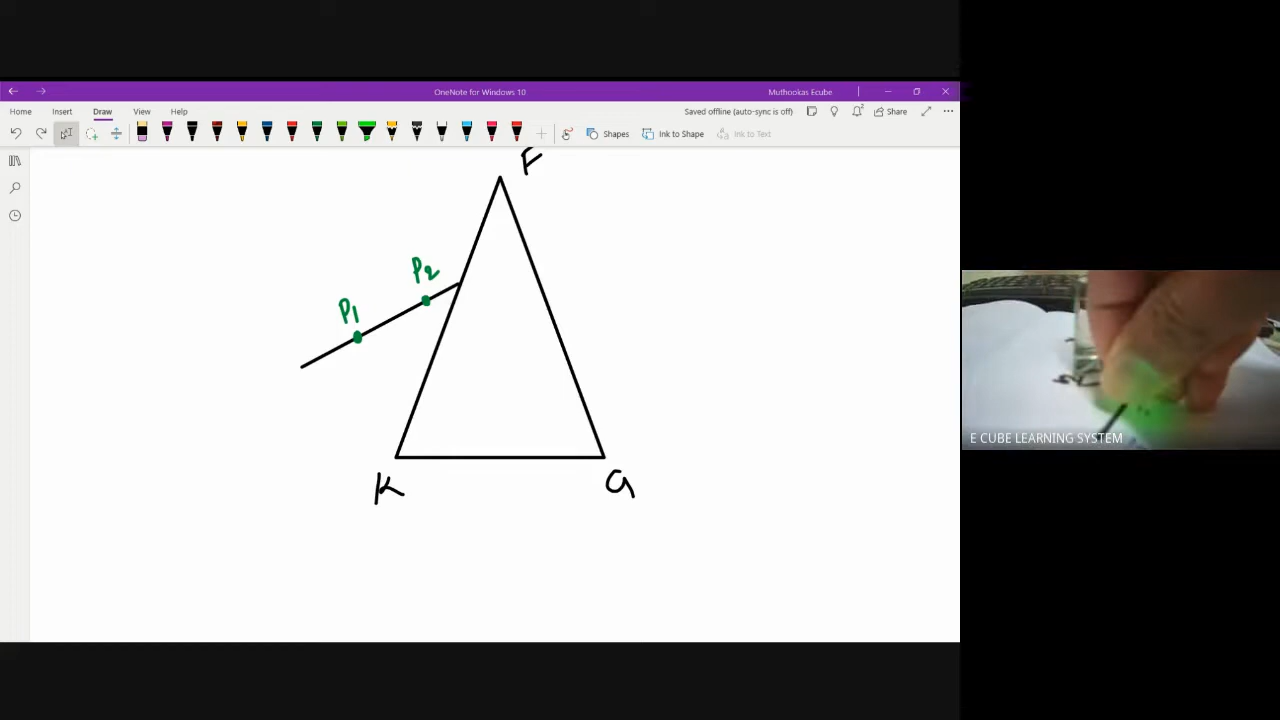 OneNote for Windows 10
Muthookas Ecube
Home Insert Draw View Help
Saved offline (auto-sync is off)
Share
Shapes
Ink to Shape
Ink to Text
F
P2
P1
K
G
E CUBE LEARNING SYSTEM